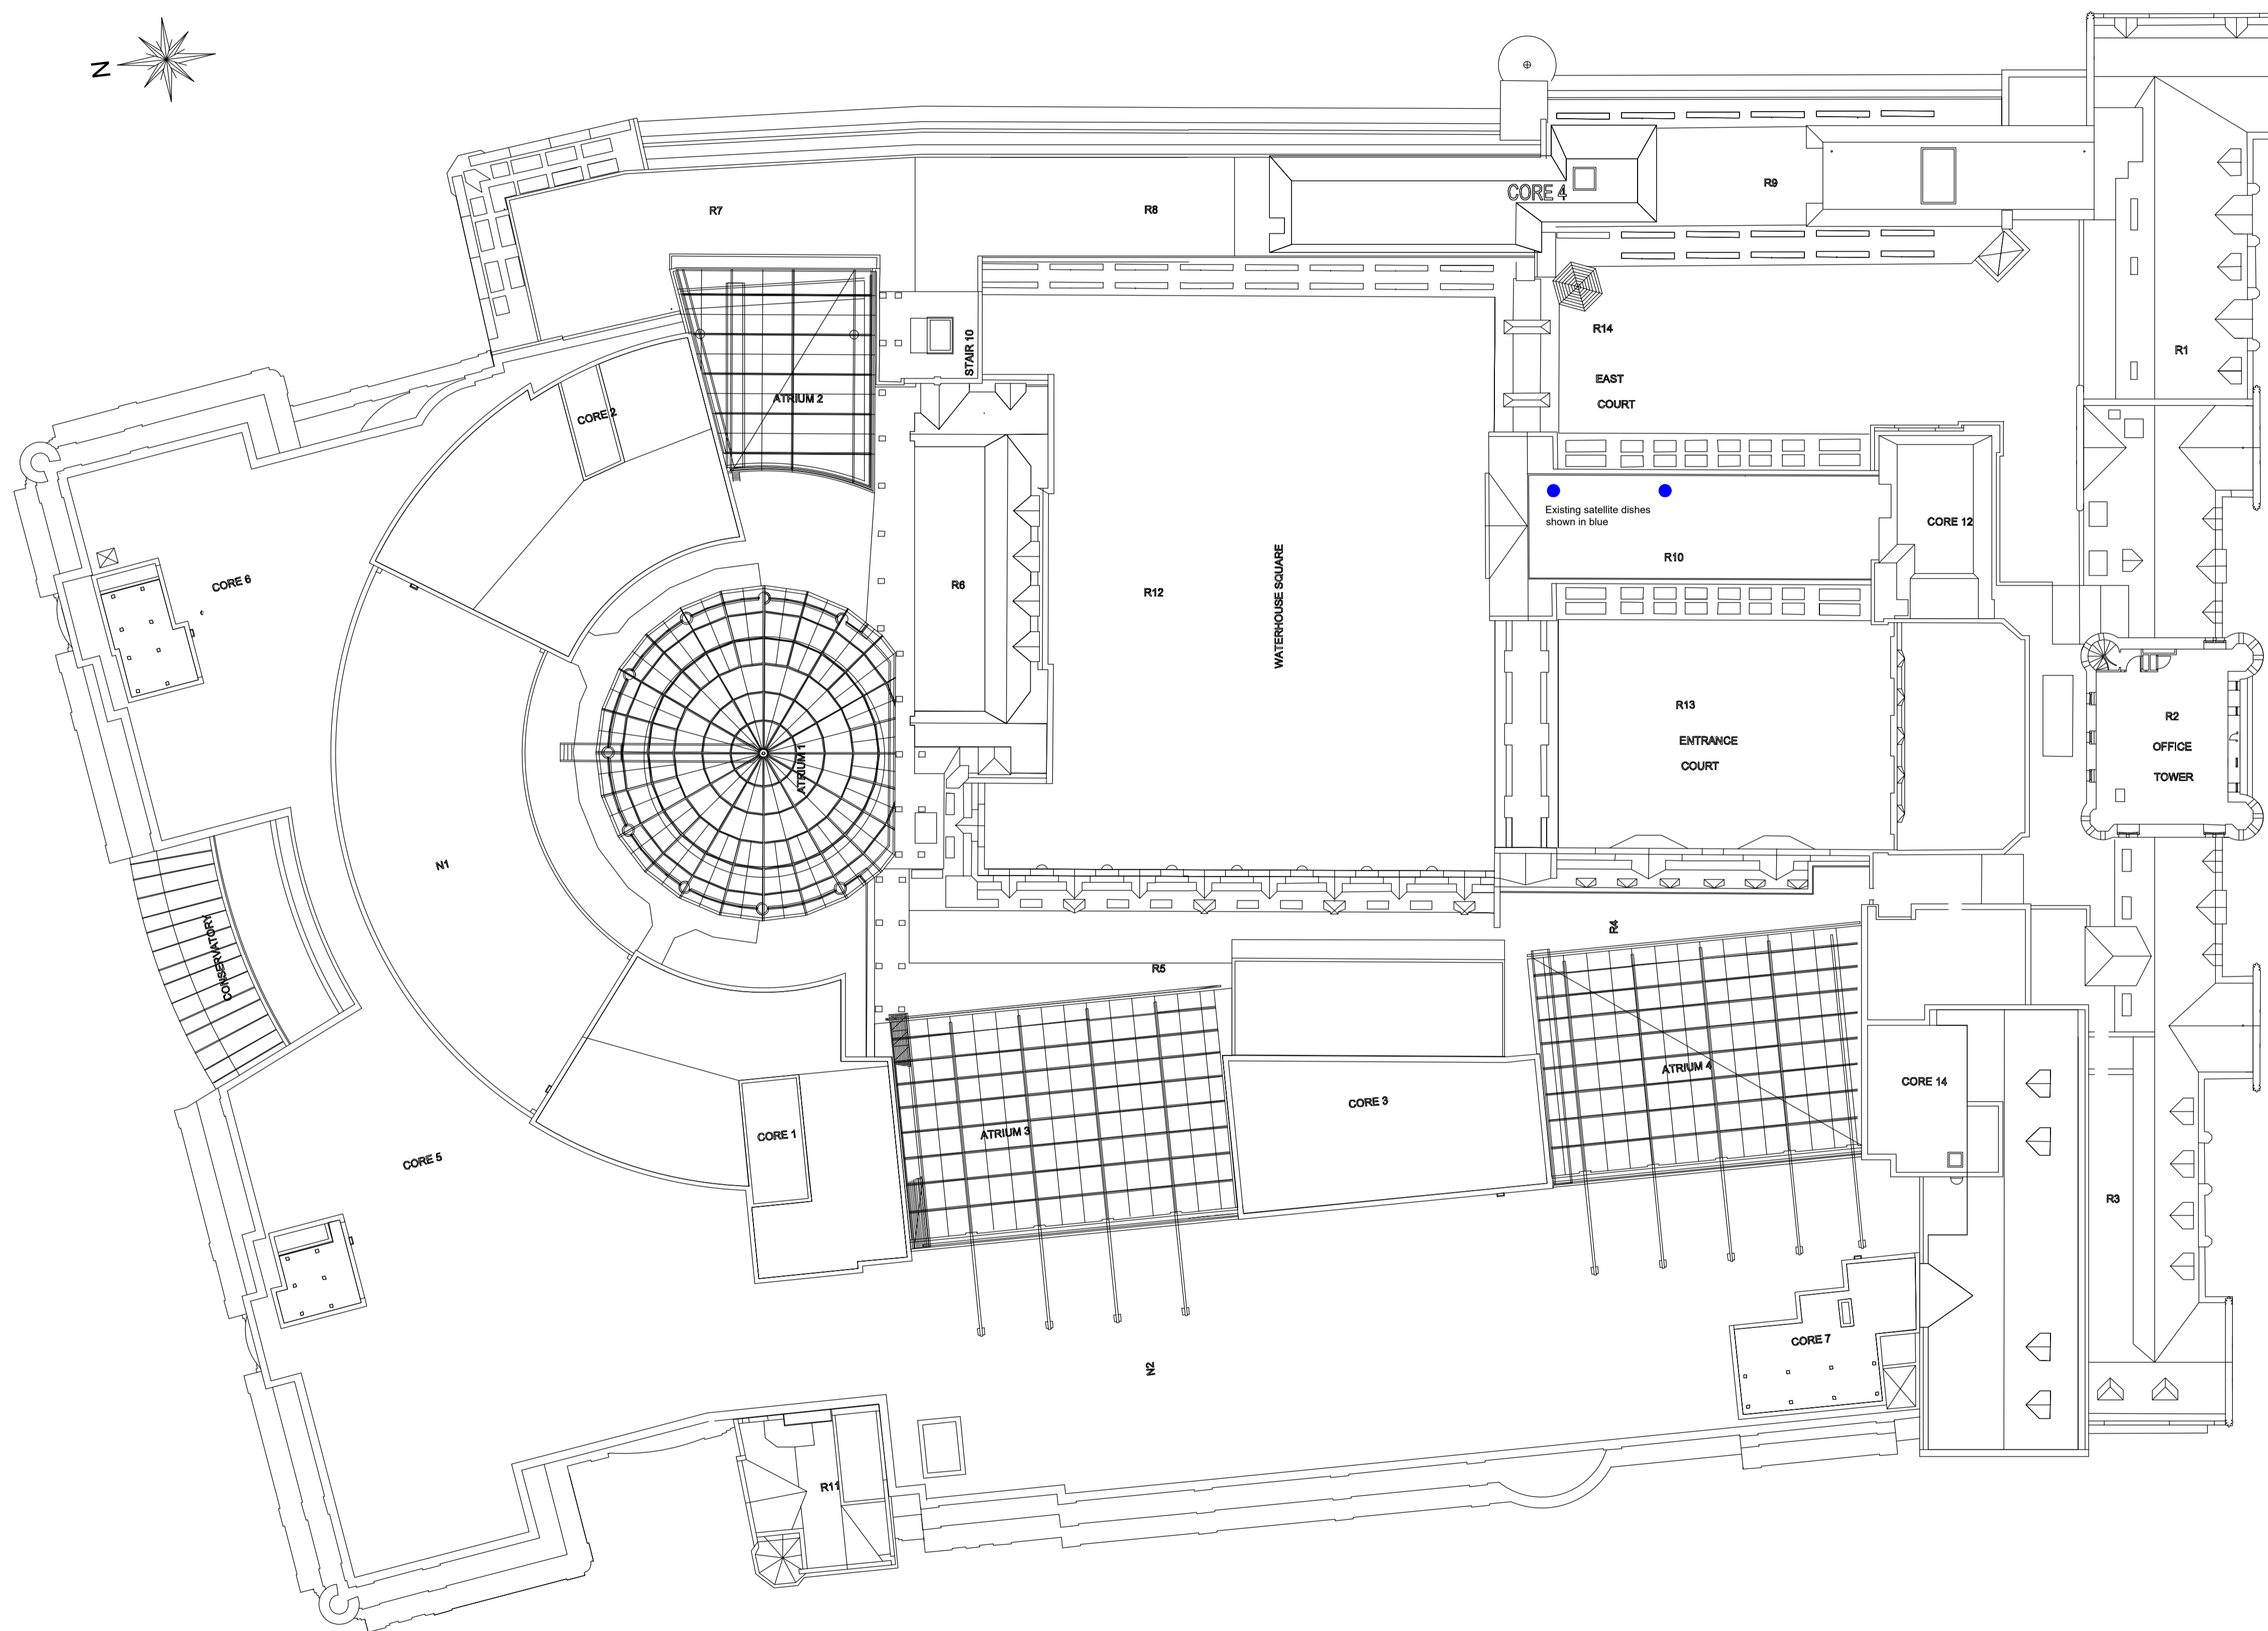 N
CORE 4
R9
R7
R8
R14
STAIR 10
R1
EAST
COURT
ATRIUM 2
CORE 2
Existing satellite dishes
shown in blue
CORE 12
R10
CORE 6
R6
R12
WATERHOUSE SQUARE
R13
R2
ENTRANCE
COURT
OFFICE
TOWER
ATRIUM 1
N1
CONSERVATORY
R4
R5
ATRIUM 4
CORE 14
CORE 3
ATRIUM 3
CORE 1
CORE 5
R3
CORE 7
N2
R11